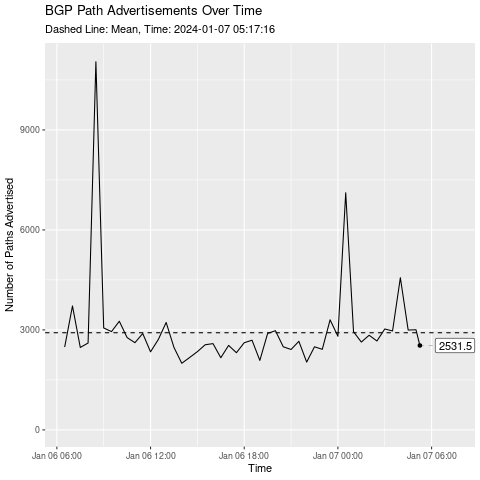 BGP Path Advertisements Over Time
Dashed Line: Mean, Time: 2024-01-07 05:17:16
Number of Paths Advertised
9000
6000
3000
0
2531.5
Jan 06 06:00
Jan 06 12:00
Jan 06 18:00
Jan 07 00:00
Jan 07 06:00
Time